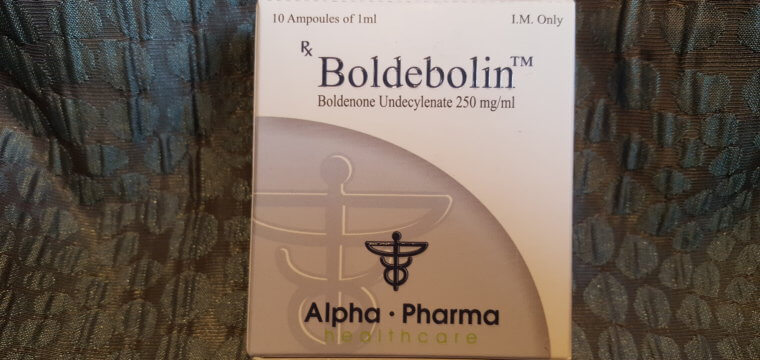 10 Ampoules of 1ml
I.M. Only
Rx
Boldebolin™
Boldenone Undecylenate 250 mg/ml
Alpha · Pharma
healthcare